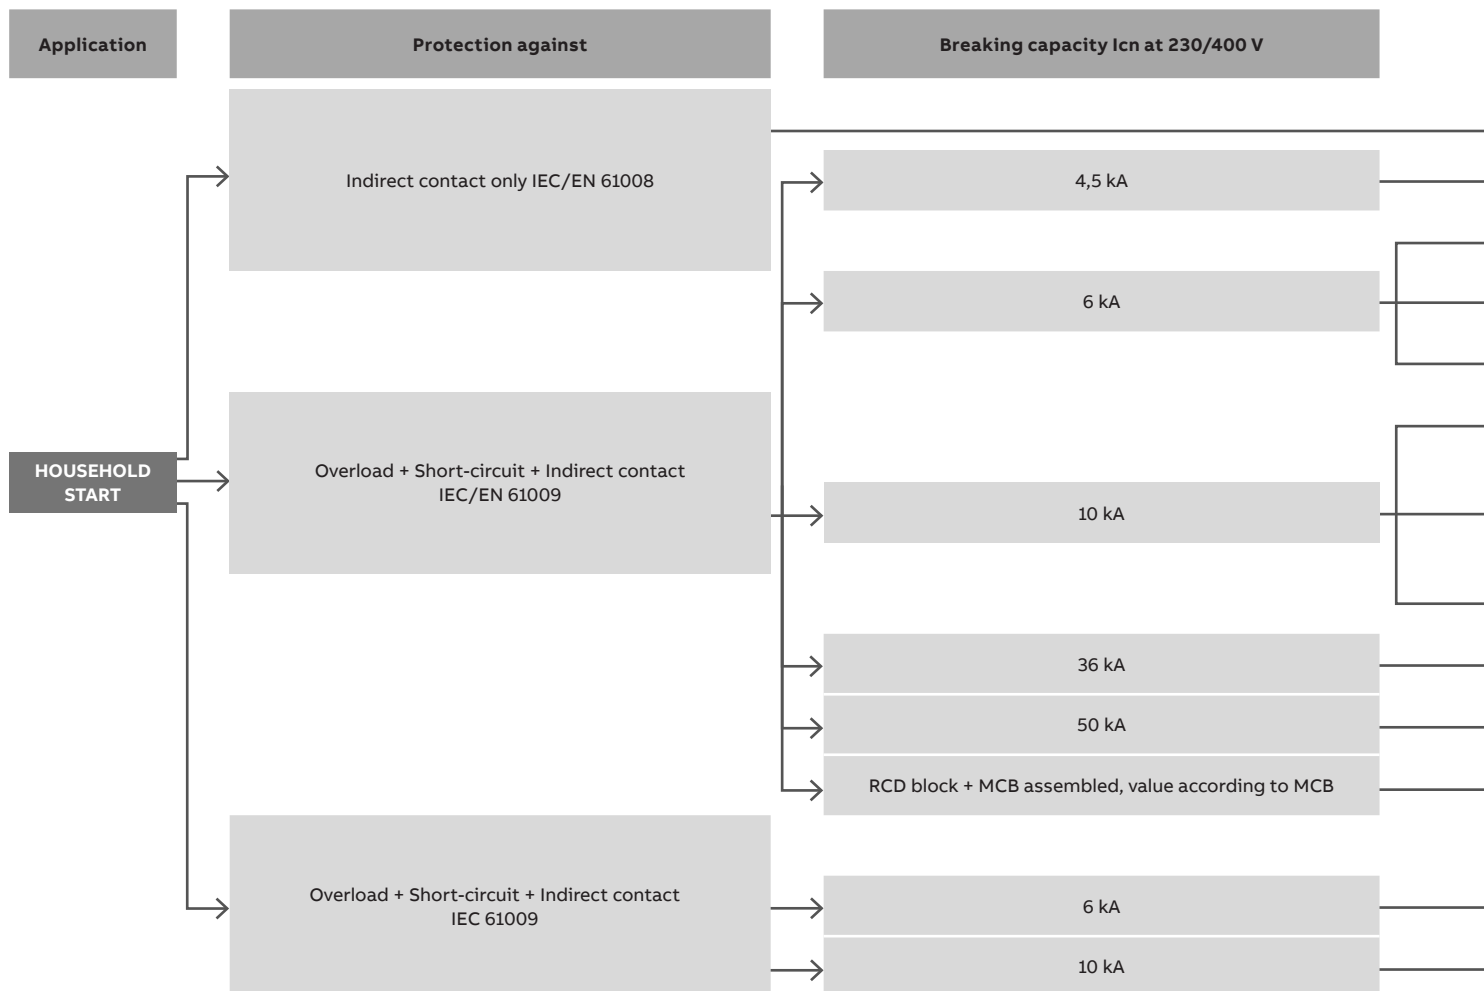 Application
Protection against
Breaking capacity Icn at 230/400 V
Indirect contact only IEC/EN 61008
4,5 kA
6 kA
HOUSEHOLD
START
Overload + Short-circuit + Indirect contact
IEC/EN 61009
10 kA
36 kA
50 kA
RCD block + MCB assembled, value according to MCB
Overload + Short-circuit + Indirect contact
IEC 61009
6 kA
10 kA